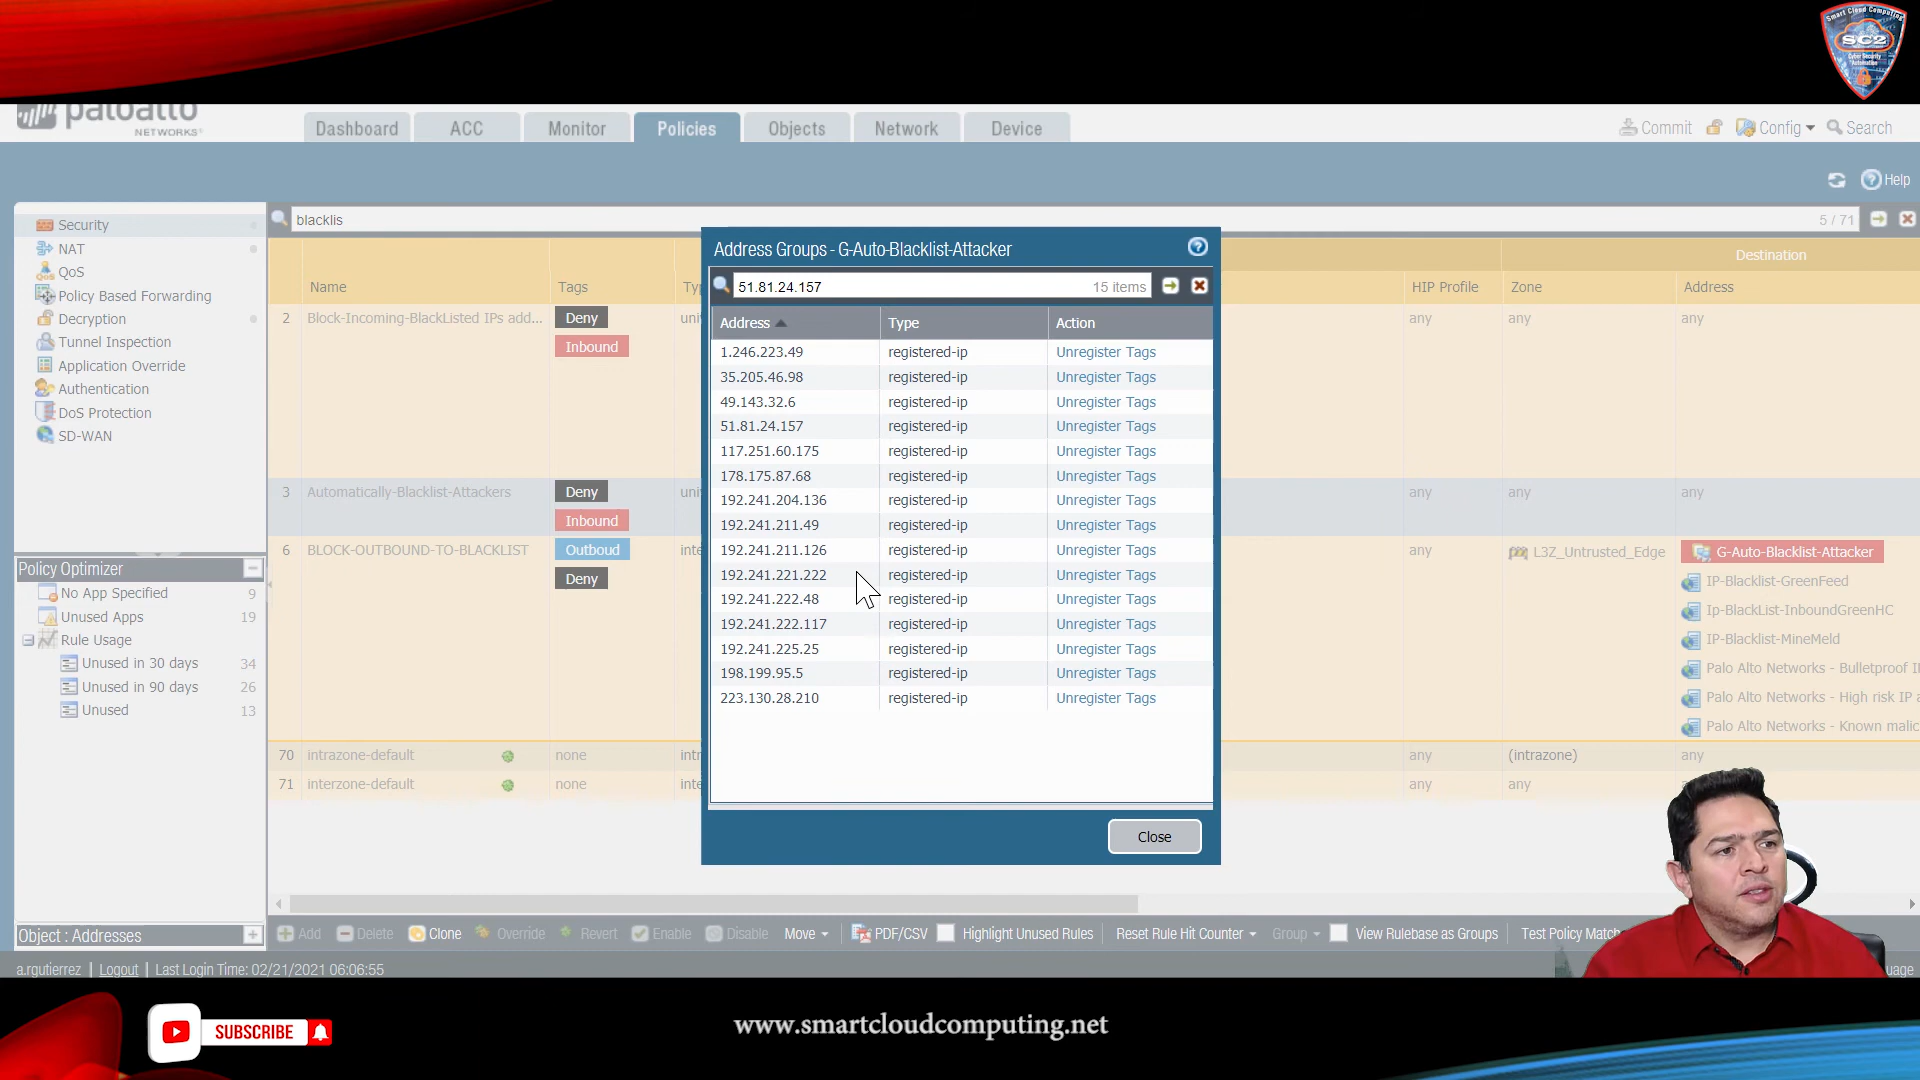 Smart Cloud Computing
SC2
Cyber Security
Automation
paloalto
NETWORKS
Dashboard
ACC
Monitor
Policies
Objects
Network
Device
Commit
Config
Search
Help
Security
NAT
QoS
Policy Based Forwarding
Decryption
Tunnel Inspection
Application Override
Authentication
DoS Protection
SD-WAN
Policy Optimizer
No App Specified 9
Unused Apps 19
Rule Usage
Unused in 30 days 34
Unused in 90 days 26
Unused 13
Object : Addresses
blacklis
5 / 71
Destination
Name Tags Ty HIP Profile Zone Address
2 Block-Incoming-BlackListed IPs add... Deny uni any any any
Inbound
3 Automatically-Blacklist-Attackers Deny uni any any any
Inbound
6 BLOCK-OUTBOUND-TO-BLACKLIST Outboud inte any L3Z_Untrusted_Edge G-Auto-Blacklist-Attacker
Deny
IP-Blacklist-GreenFeed
Ip-BlackList-InboundGreenHC
IP-Blacklist-MineMeld
Palo Alto Networks - Bulletproof I
Palo Alto Networks - High risk IP a
Palo Alto Networks - Known malic
70 intrazone-default none intr any (intrazone) any
71 interzone-default none inte any any any
Address Groups - G-Auto-Blacklist-Attacker
51.81.24.157 15 items
Address Type Action
1.246.223.49 registered-ip Unregister Tags
35.205.46.98 registered-ip Unregister Tags
49.143.32.6 registered-ip Unregister Tags
51.81.24.157 registered-ip Unregister Tags
117.251.60.175 registered-ip Unregister Tags
178.175.87.68 registered-ip Unregister Tags
192.241.204.136 registered-ip Unregister Tags
192.241.211.49 registered-ip Unregister Tags
192.241.211.126 registered-ip Unregister Tags
192.241.221.222 registered-ip Unregister Tags
192.241.222.48 registered-ip Unregister Tags
192.241.222.117 registered-ip Unregister Tags
192.241.225.25 registered-ip Unregister Tags
198.199.95.5 registered-ip Unregister Tags
223.130.28.210 registered-ip Unregister Tags
Close
Add Delete Clone Override Revert Enable Disable Move PDF/CSV Highlight Unused Rules Reset Rule Hit Counter Group View Rulebase as Groups Test Policy Match
a.rgutierrez | Logout | Last Login Time: 02/21/2021 06:06:55 uage
SUBSCRIBE
www.smartcloudcomputing.net